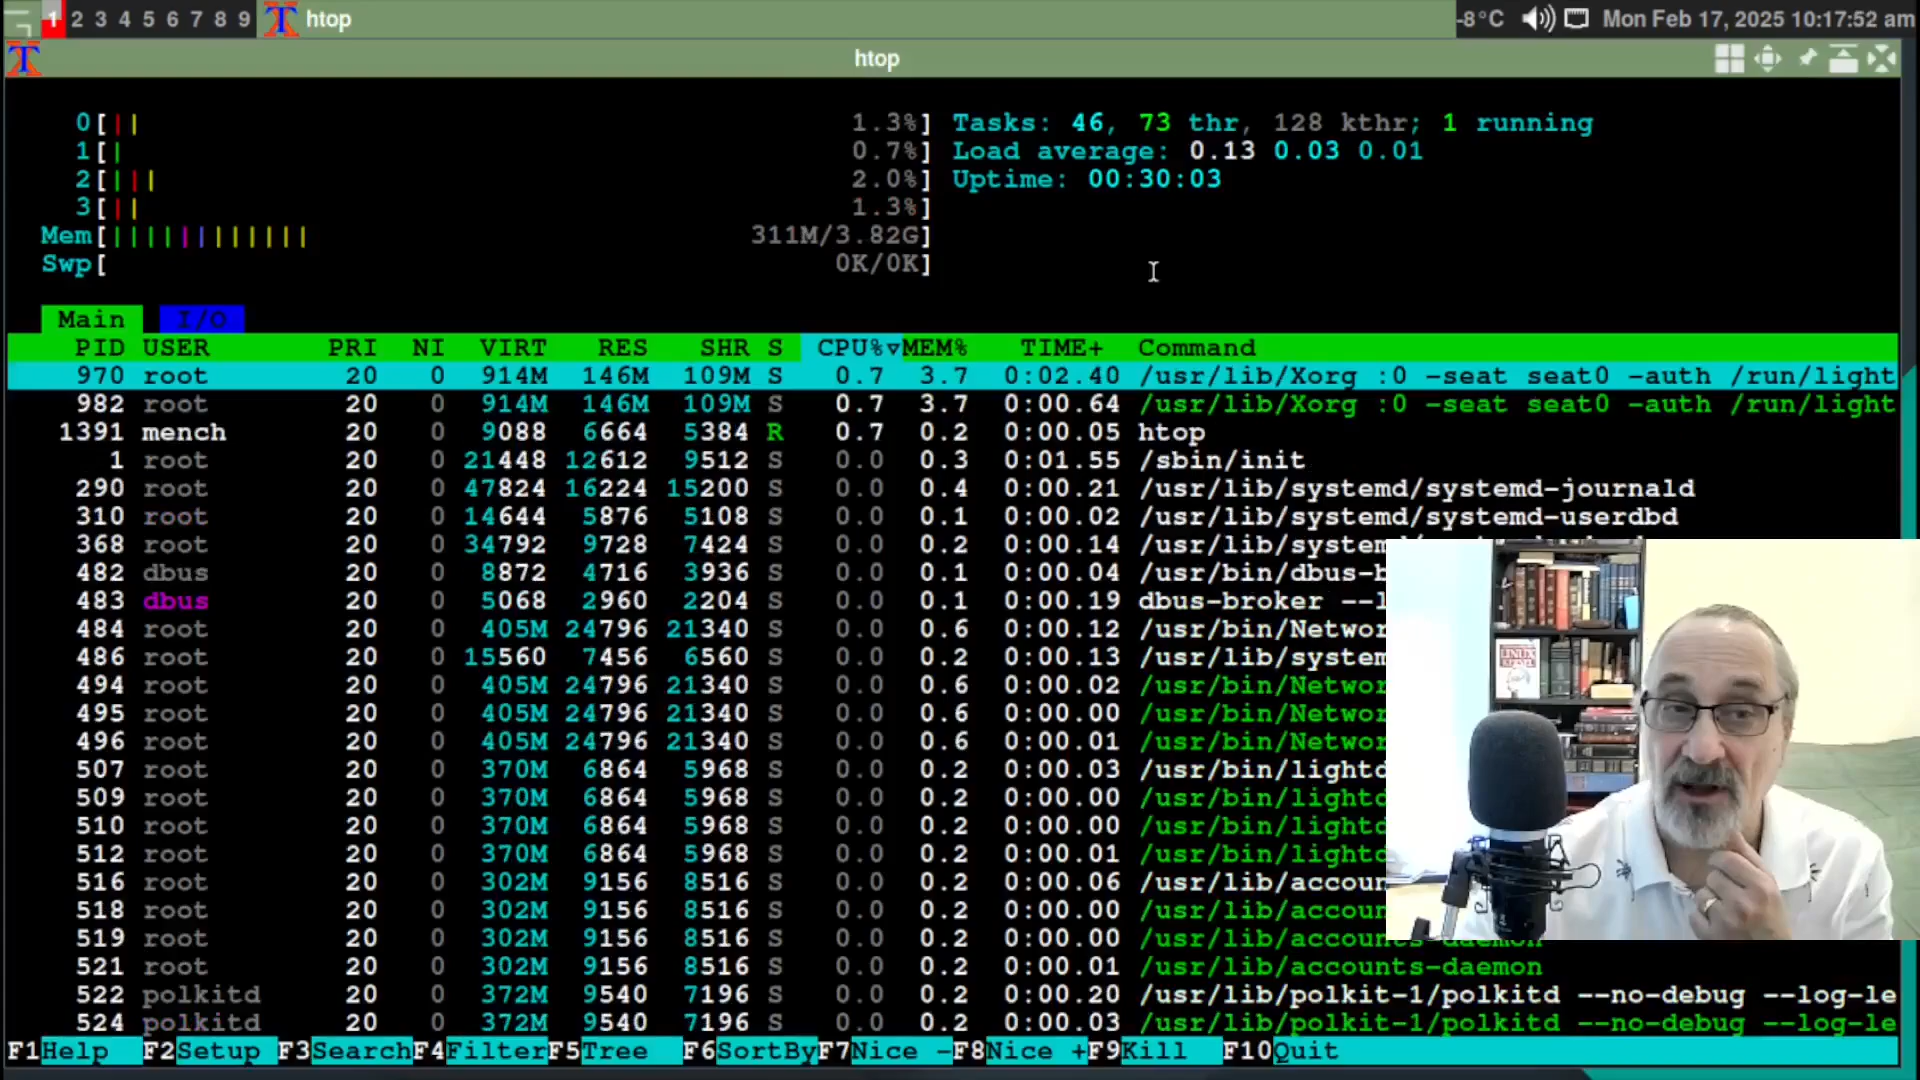 1 2 3 4 5 6 7 8 9 htop -8°C Mon Feb 17, 2025 10:17:52 am
htop
0[|| 1.3%] Tasks: 46, 73 thr, 128 kthr; 1 running
1[| 0.7%] Load average: 0.13 0.03 0.01
2[||| 2.0%] Uptime: 00:30:03
3[|| 1.3%]
Mem[|||||||||||| 311M/3.82G]
Swp[ 0K/0K]
Main I/O
PID USER PRI NI VIRT RES SHR S CPU%▽MEM% TIME+ Command
970 root 20 0 914M 146M 109M S 0.7 3.7 0:02.40 /usr/lib/Xorg :0 -seat seat0 -auth /run/light
982 root 20 0 914M 146M 109M S 0.7 3.7 0:00.64 /usr/lib/Xorg :0 -seat seat0 -auth /run/light
1391 mench 20 0 9088 6664 5384 R 0.7 0.2 0:00.05 htop
1 root 20 0 21448 12612 9512 S 0.0 0.3 0:01.55 /sbin/init
290 root 20 0 47824 16224 15200 S 0.0 0.4 0:00.21 /usr/lib/systemd/systemd-journald
310 root 20 0 14644 5876 5108 S 0.0 0.1 0:00.02 /usr/lib/systemd/systemd-userdbd
368 root 20 0 34792 9728 7424 S 0.0 0.2 0:00.14 /usr/lib/system
482 dbus 20 0 8872 4716 3936 S 0.0 0.1 0:00.04 /usr/bin/dbus-b
483 dbus 20 0 5068 2960 2204 S 0.0 0.1 0:00.19 dbus-broker --l
484 root 20 0 405M 24796 21340 S 0.0 0.6 0:00.12 /usr/bin/Networ
486 root 20 0 15560 7456 6560 S 0.0 0.2 0:00.13 /usr/lib/system
494 root 20 0 405M 24796 21340 S 0.0 0.6 0:00.02 /usr/bin/Networ
495 root 20 0 405M 24796 21340 S 0.0 0.6 0:00.00 /usr/bin/Networ
496 root 20 0 405M 24796 21340 S 0.0 0.6 0:00.01 /usr/bin/Networ
507 root 20 0 370M 6864 5968 S 0.0 0.2 0:00.03 /usr/bin/lightd
509 root 20 0 370M 6864 5968 S 0.0 0.2 0:00.00 /usr/bin/lightd
510 root 20 0 370M 6864 5968 S 0.0 0.2 0:00.00 /usr/bin/lightd
512 root 20 0 370M 6864 5968 S 0.0 0.2 0:00.01 /usr/bin/lightd
516 root 20 0 302M 9156 8516 S 0.0 0.2 0:00.06 /usr/lib/accoun
518 root 20 0 302M 9156 8516 S 0.0 0.2 0:00.00 /usr/lib/accoun
519 root 20 0 302M 9156 8516 S 0.0 0.2 0:00.00 /usr/lib/accounts-daemon
521 root 20 0 302M 9156 8516 S 0.0 0.2 0:00.01 /usr/lib/accounts-daemon
522 polkitd 20 0 372M 9540 7196 S 0.0 0.2 0:00.20 /usr/lib/polkit-1/polkitd --no-debug --log-le
524 polkitd 20 0 372M 9540 7196 S 0.0 0.2 0:00.03 /usr/lib/polkit-1/polkitd --no-debug --log-le
F1Help F2Setup F3SearchF4FilterF5Tree F6SortByF7Nice -F8Nice +F9Kill F10Quit
LINUX